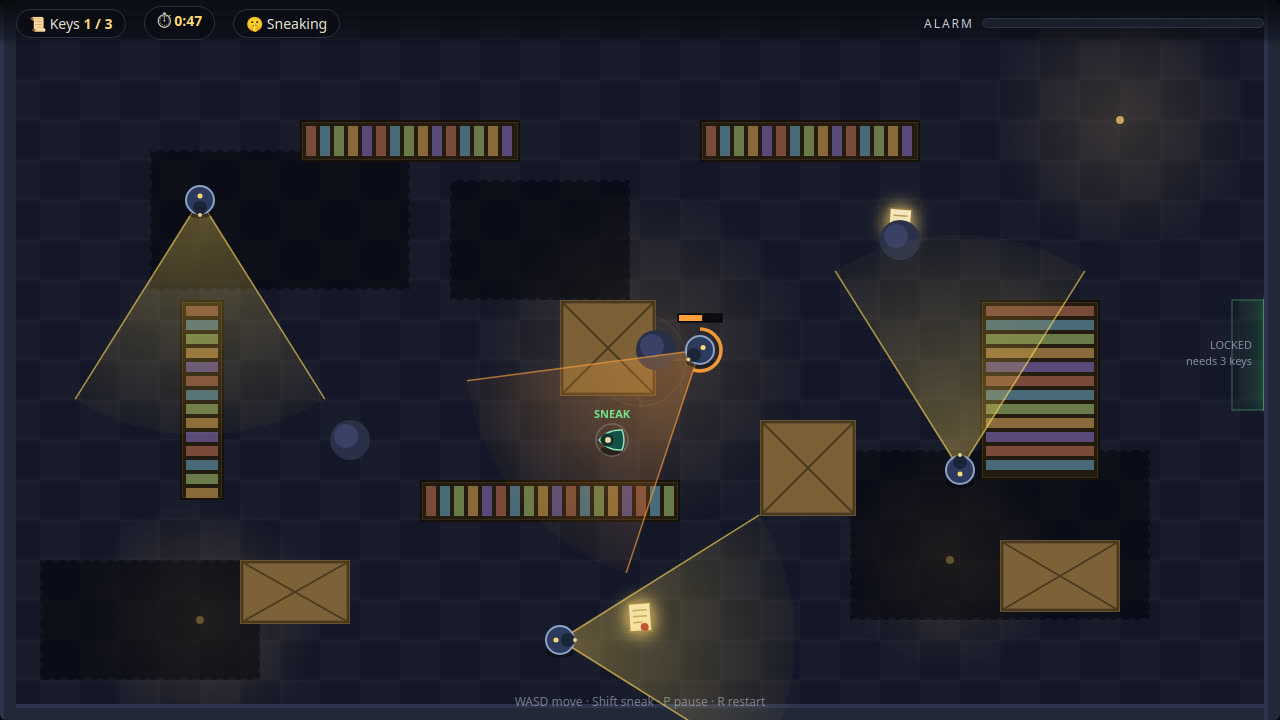 📜 Keys 1 / 3
⏱ 0:47
🤫 Sneaking
ALARM
LOCKED
needs 3 keys
SNEAK
WASD move · Shift sneak · P pause · R restart